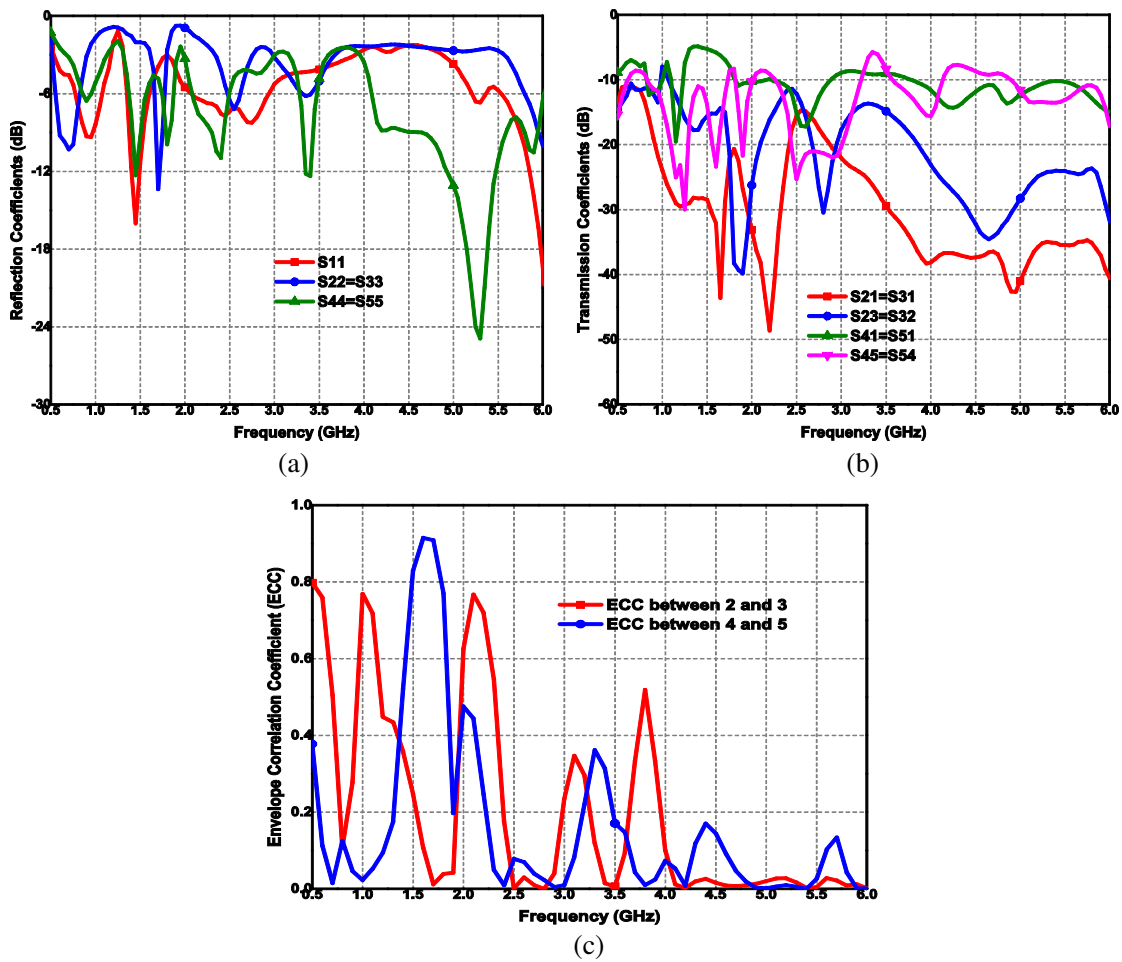 Reflection Coefficients (dB)
0
-6
-12
-18
-24
-30
S11
S22=S33
S44=S55
0.5 1.0 1.5 2.0 2.5 3.0 3.5 4.0 4.5 5.0 5.5 6.0
Frequency (GHz)
(a)
Transmission Coefficients (dB)
0
-10
-20
-30
-40
-50
-60
S21=S31
S23=S32
S41=S51
S45=S54
0.5 1.0 1.5 2.0 2.5 3.0 3.5 4.0 4.5 5.0 5.5 6.0
Frequency (GHz)
(b)
Envelope Correlation Coefficient (ECC)
1.0
0.8
0.6
0.4
0.2
0.0
ECC between 2 and 3
ECC between 4 and 5
0.5 1.0 1.5 2.0 2.5 3.0 3.5 4.0 4.5 5.0 5.5 6.0
Frequency (GHz)
(c)